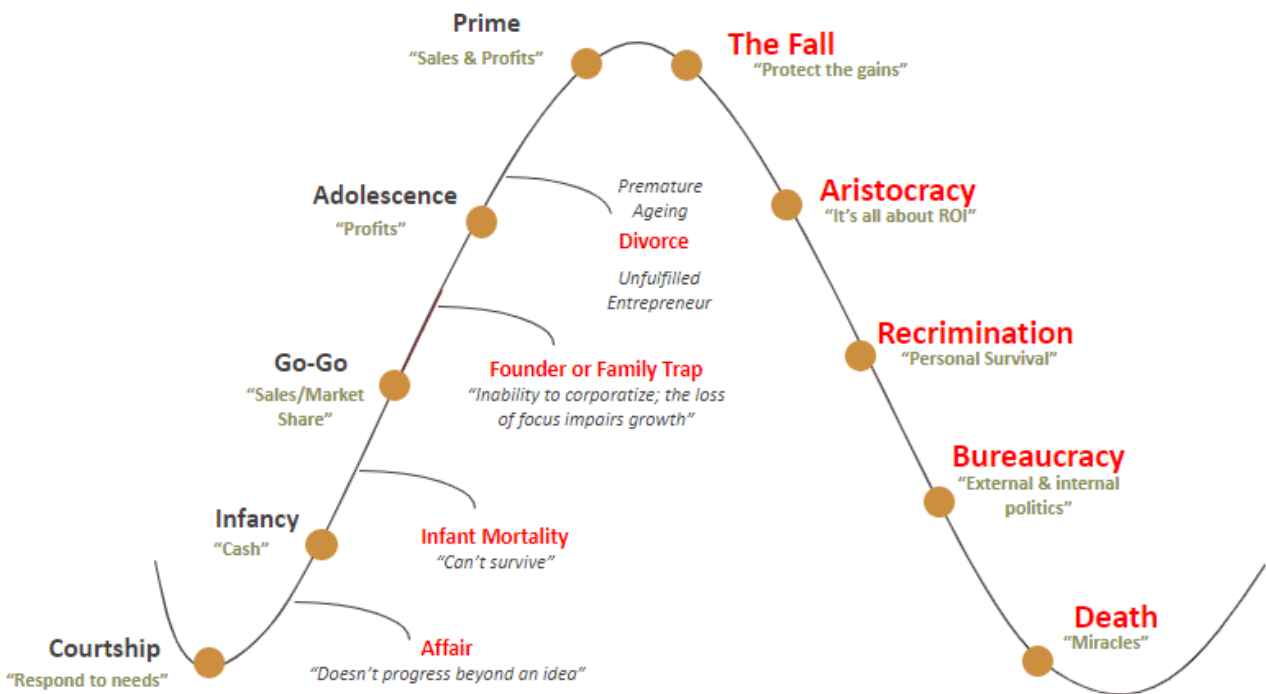 Prime
“Sales & Profits”
The Fall
“Protect the gains”
Adolescence
“Profits”
Premature
Ageing
Divorce
Unfulfilled
Entrepreneur
Aristocracy
“It’s all about ROI”
Go-Go
“Sales/Market
Share”
Founder or Family Trap
“Inability to corporatize; the loss
of focus impairs growth”
Recrimination
“Personal Survival”
Infancy
“Cash”
Infant Mortality
“Can’t survive”
Bureaucracy
“External & internal
politics”
Courtship
“Respond to needs”
Affair
“Doesn’t progress beyond an idea”
Death
“Miracles”